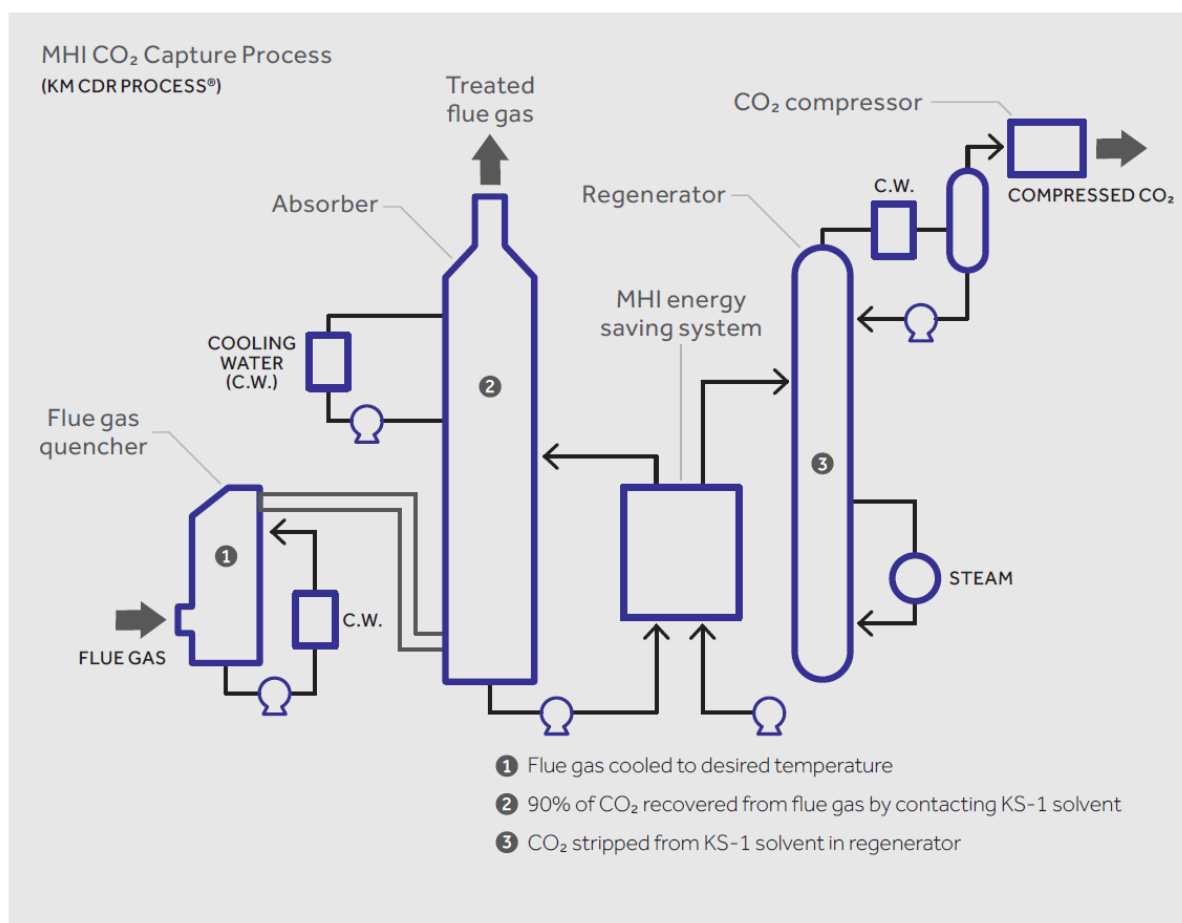 MHI CO₂ Capture Process
(KM CDR PROCESS®)
Treated
flue gas
CO₂ compressor
Absorber
Regenerator
C.W.
COMPRESSED CO₂
MHI energy
saving system
COOLING
WATER
(C.W.)
2
Flue gas
quencher
3
1
STEAM
C.W.
FLUE GAS
1 Flue gas cooled to desired temperature
2 90% of CO₂ recovered from flue gas by contacting KS-1 solvent
3 CO₂ stripped from KS-1 solvent in regenerator